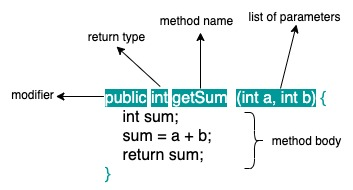 list of parameters
method name
return type
modifier
public int getSum (int a, int b) {
int sum;
sum = a + b;
return sum;
method body
}